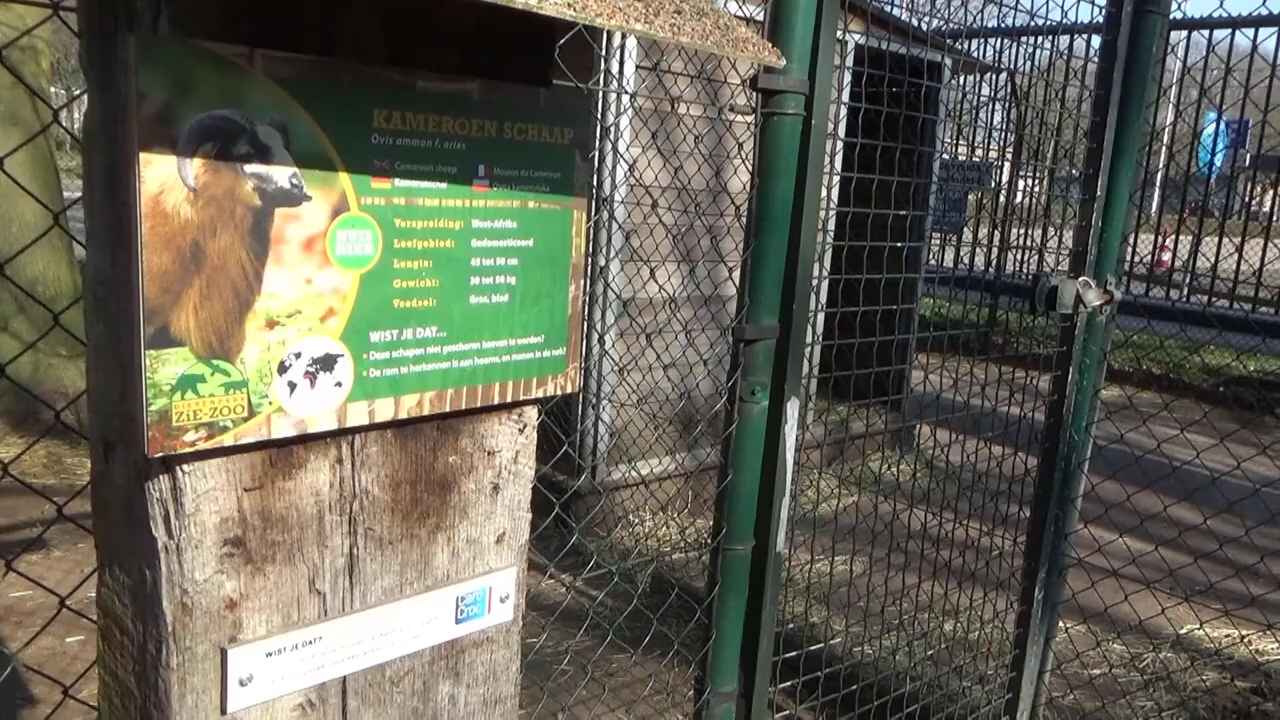 KAMEROEN SCHAAP
Ovis ammon f. aries
Cameroon sheep
Mouton du Cameroun
Kamerunschaf
Verspreiding: West-Afrika
Leefgebied: Gedomesticeerd
Lengte: 45 tot 50 cm
Gewicht: 30 tot 50 kg
Voedsel: Gras, blad
WIST JE DAT...
• Deze schapen niet geschoren hoeven te worden?
• De ram te herkennen is aan hoorns, en manen in de nek?
DIERENPARK
ZiE-ZOO
WIST JE DAT?
Croc